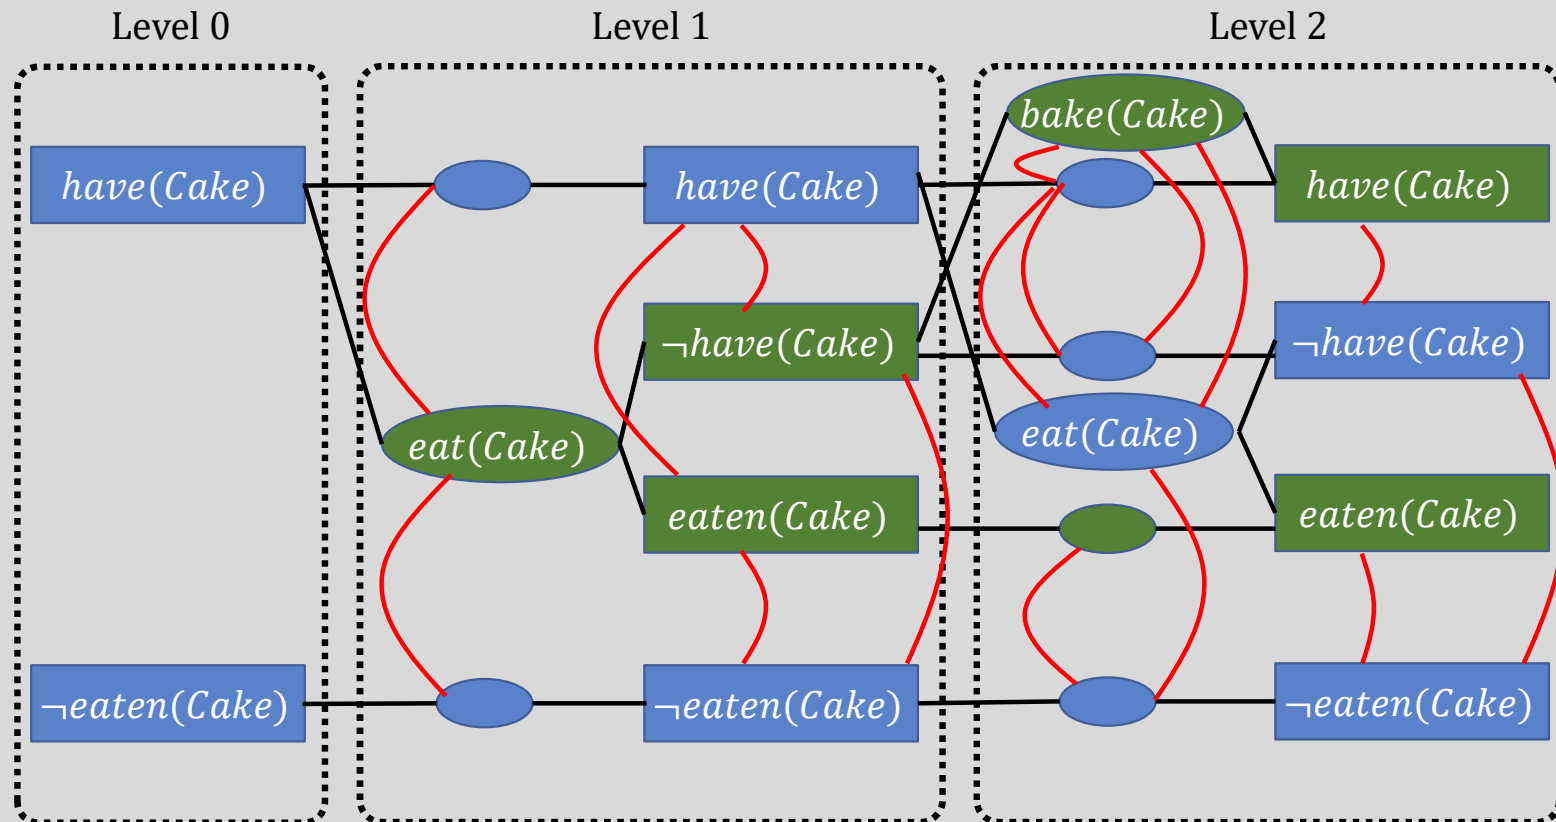 Level 0
Level 1
Level 2
have(Cake)
¬eaten(Cake)
eat(Cake)
have(Cake)
¬have(Cake)
eaten(Cake)
¬eaten(Cake)
bake(Cake)
eat(Cake)
have(Cake)
¬have(Cake)
eaten(Cake)
¬eaten(Cake)